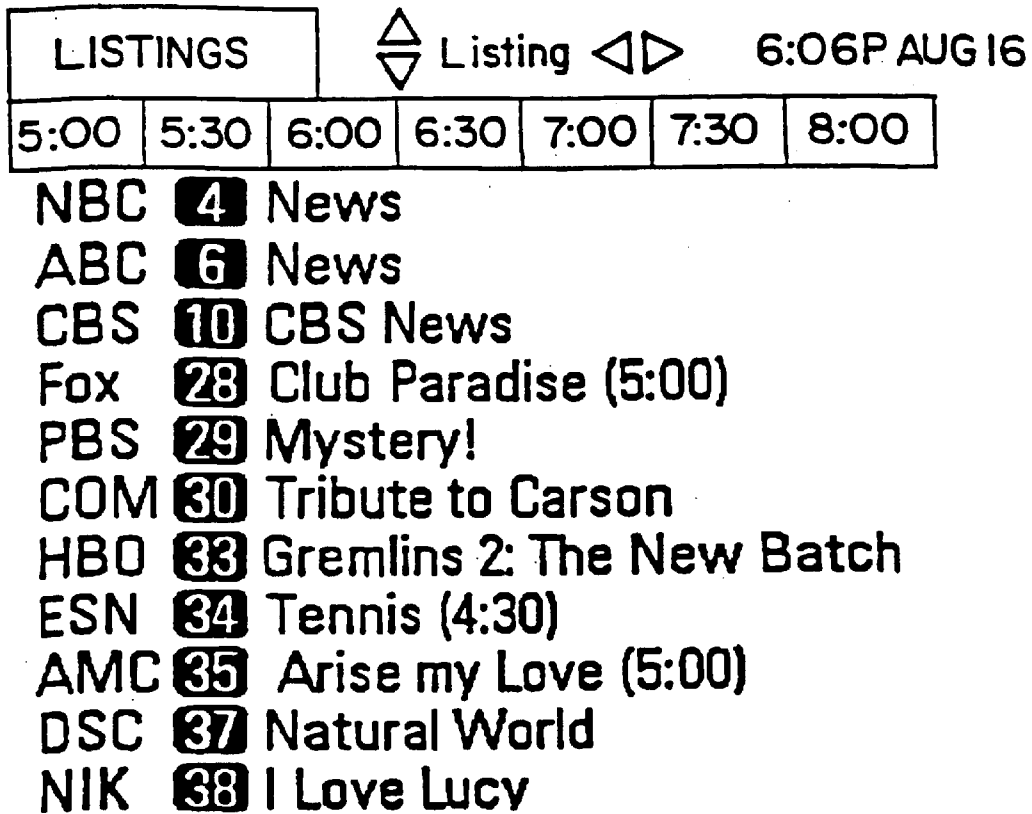 LISTINGS Listing 6:06P AUG 16
5:00 5:30 6:00 6:30 7:00 7:30 8:00
NBC 4 News
ABC 6 News
CBS 10 CBS News
Fox 28 Club Paradise (5:00)
PBS 29 Mystery!
COM 30 Tribute to Carson
HBO 33 Gremlins 2: The New Batch
ESN 34 Tennis (4:30)
AMC 35 Arise my Love (5:00)
DSC 37 Natural World
NIK 38 I Love Lucy